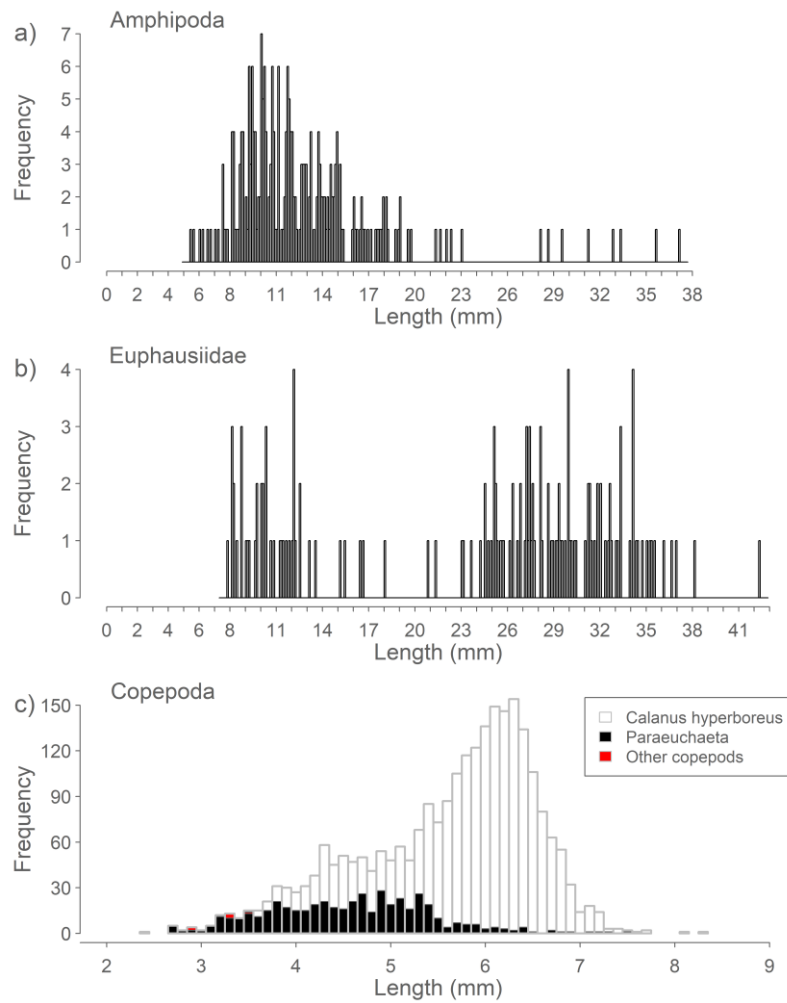 a) Amphipoda
Frequency
7
6
5
4
3
2
1
0
0 2 4 6 8 11 14 17 20 23 26 29 32 35 38
Length (mm)
b) Euphausiidae
Frequency
4
3
2
1
0
0 2 4 6 8 11 14 17 20 23 26 29 32 35 38 41
Length (mm)
c) Copepoda
Frequency
150
120
90
60
30
0
Calanus hyperboreus
Paraeuchaeta
Other copepods
2 3 4 5 6 7 8 9
Length (mm)